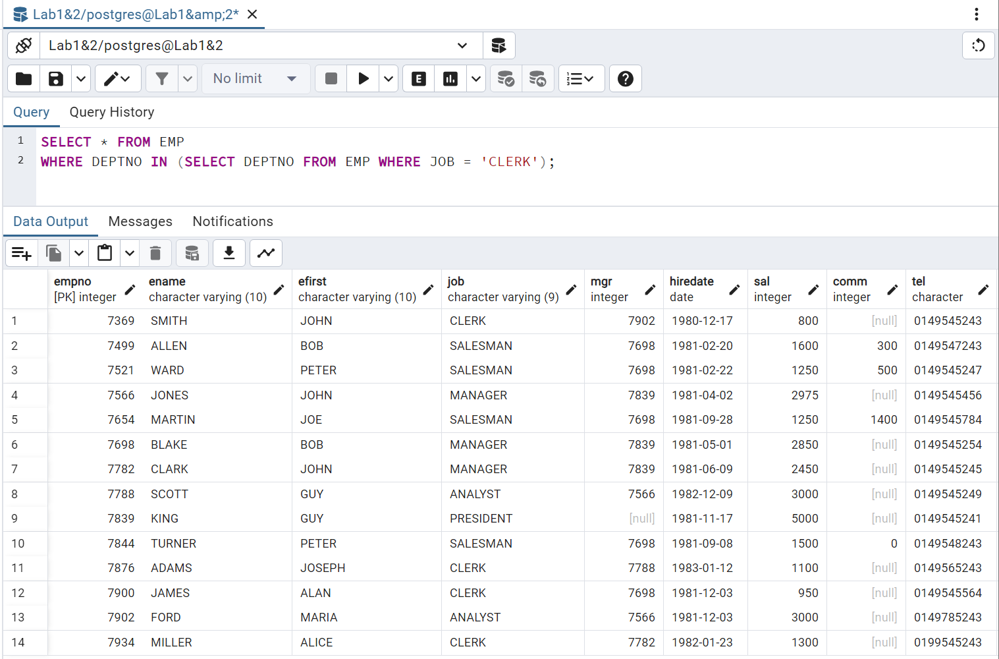 Lab1&2/postgres@Lab1&amp;2*
Lab1&2/postgres@Lab1&2
No limit
E
Query Query History
1 SELECT * FROM EMP
2 WHERE DEPTNO IN (SELECT DEPTNO FROM EMP WHERE JOB = 'CLERK');
Data Output Messages Notifications
empno ename efirst job mgr hiredate sal comm tel
[PK] integer character varying (10) character varying (10) character varying (9) integer date integer integer character
1 7369 SMITH JOHN CLERK 7902 1980-12-17 800 [null] 0149545243
2 7499 ALLEN BOB SALESMAN 7698 1981-02-20 1600 300 0149547243
3 7521 WARD PETER SALESMAN 7698 1981-02-22 1250 500 0149545247
4 7566 JONES JOHN MANAGER 7839 1981-04-02 2975 [null] 0149545456
5 7654 MARTIN JOE SALESMAN 7698 1981-09-28 1250 1400 0149545784
6 7698 BLAKE BOB MANAGER 7839 1981-05-01 2850 [null] 0149545254
7 7782 CLARK JOHN MANAGER 7839 1981-06-09 2450 [null] 0149545245
8 7788 SCOTT GUY ANALYST 7566 1982-12-09 3000 [null] 0149545249
9 7839 KING GUY PRESIDENT [null] 1981-11-17 5000 [null] 0149545241
10 7844 TURNER PETER SALESMAN 7698 1981-09-08 1500 0 0149548243
11 7876 ADAMS JOSEPH CLERK 7788 1983-01-12 1100 [null] 0149565243
12 7900 JAMES ALAN CLERK 7698 1981-12-03 950 [null] 0149545564
13 7902 FORD MARIA ANALYST 7566 1981-12-03 3000 [null] 0149785243
14 7934 MILLER ALICE CLERK 7782 1982-01-23 1300 [null] 0199545243